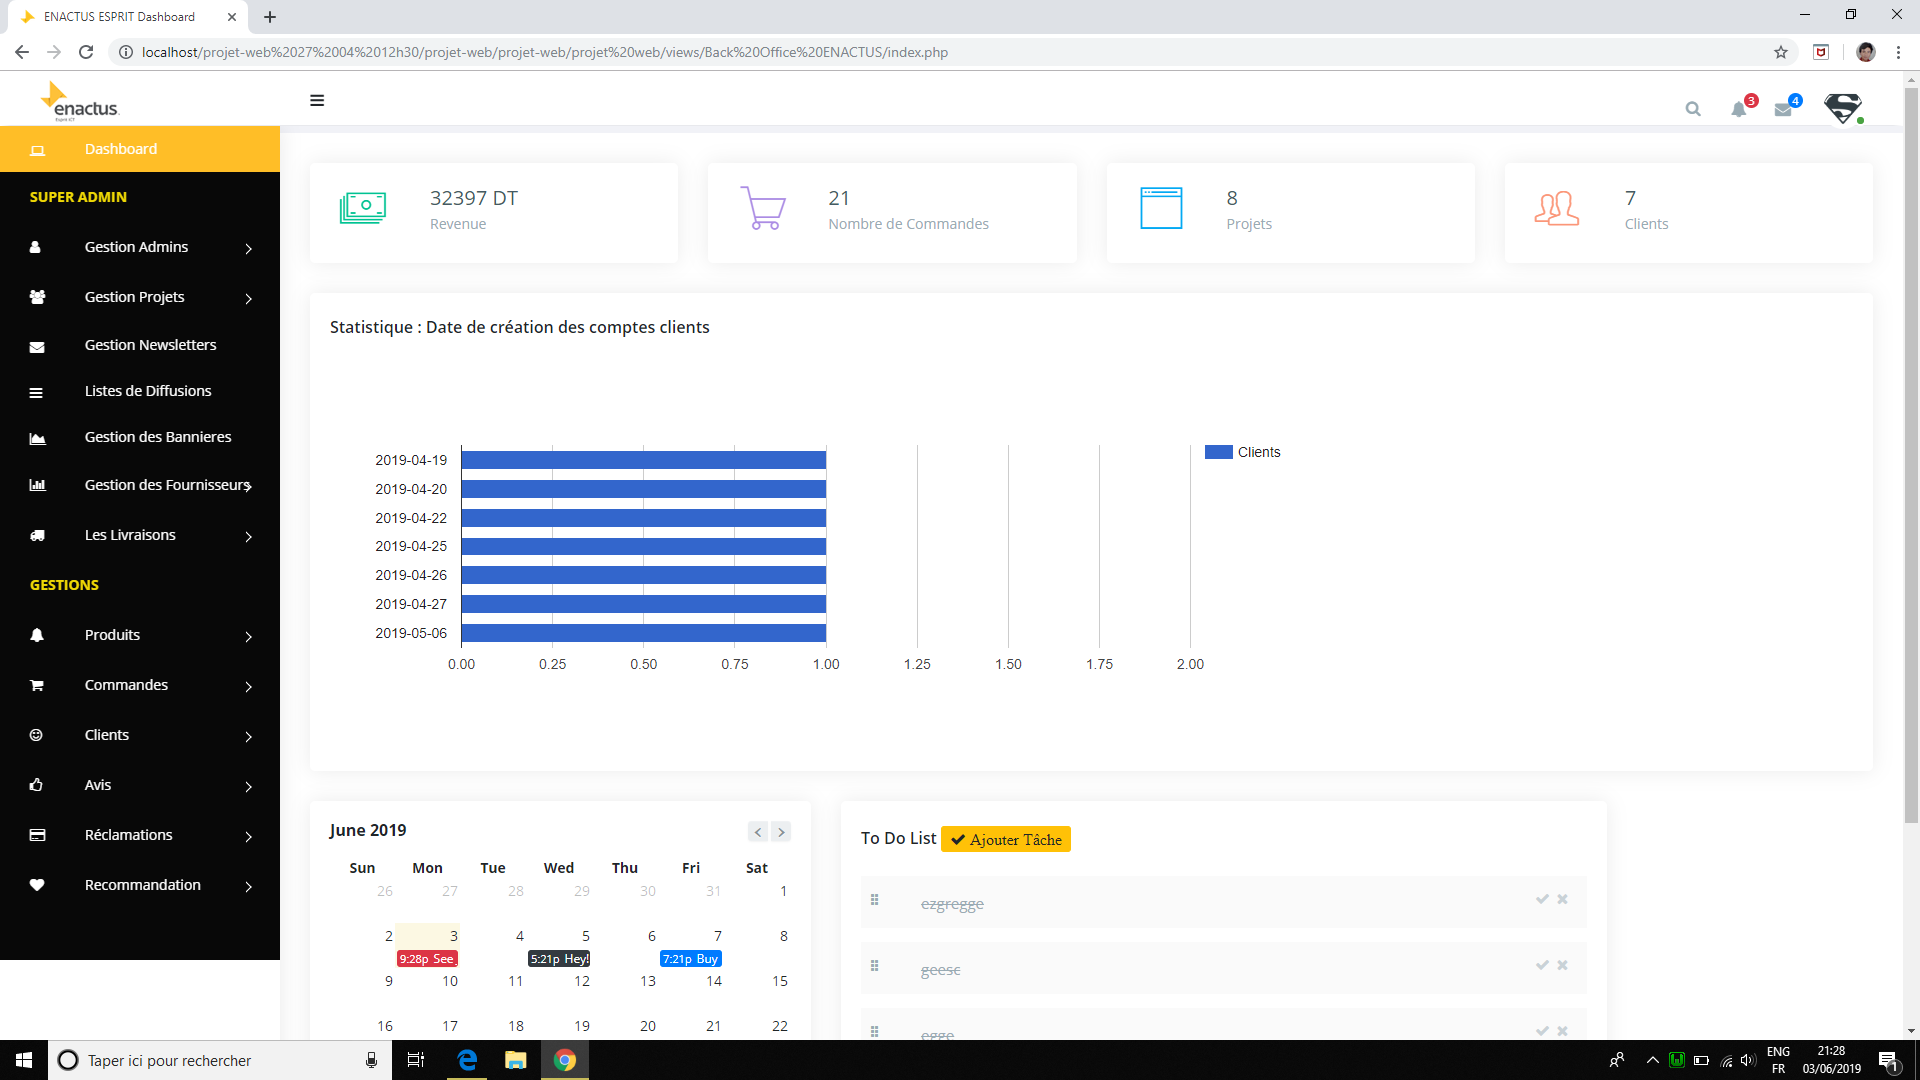 ENACTUS ESPRIT Dashboard
localhost/projet-web%2027%2004%2012h30/projet-web/projet-web/projet%20web/views/Back%20Office%20ENACTUS/index.php
enactus.
3
4
Dashboard
SUPER ADMIN
Gestion Admins
Gestion Projets
Gestion Newsletters
Listes de Diffusions
Gestion des Bannieres
Gestion des Fournisseurs
Les Livraisons
GESTIONS
Produits
Commandes
Clients
Avis
Réclamations
Recommandation
32397 DT
Revenue
21
Nombre de Commandes
8
Projets
7
Clients
Statistique : Date de création des comptes clients
2019-04-19
2019-04-20
2019-04-22
2019-04-25
2019-04-26
2019-04-27
2019-05-06
0.00 0.25 0.50 0.75 1.00 1.25 1.50 1.75 2.00
Clients
June 2019
Sun Mon Tue Wed Thu Fri Sat
26 27 28 29 30 31 1
2 3 4 5 6 7 8
9:28p See 5:21p Hey! 7:21p Buy
9 10 11 12 13 14 15
16 17 18 19 20 21 22
To Do List Ajouter Tâche
ezgregge
geesc
egge
Taper ici pour rechercher
ENG
FR
21:28
03/06/2019
1